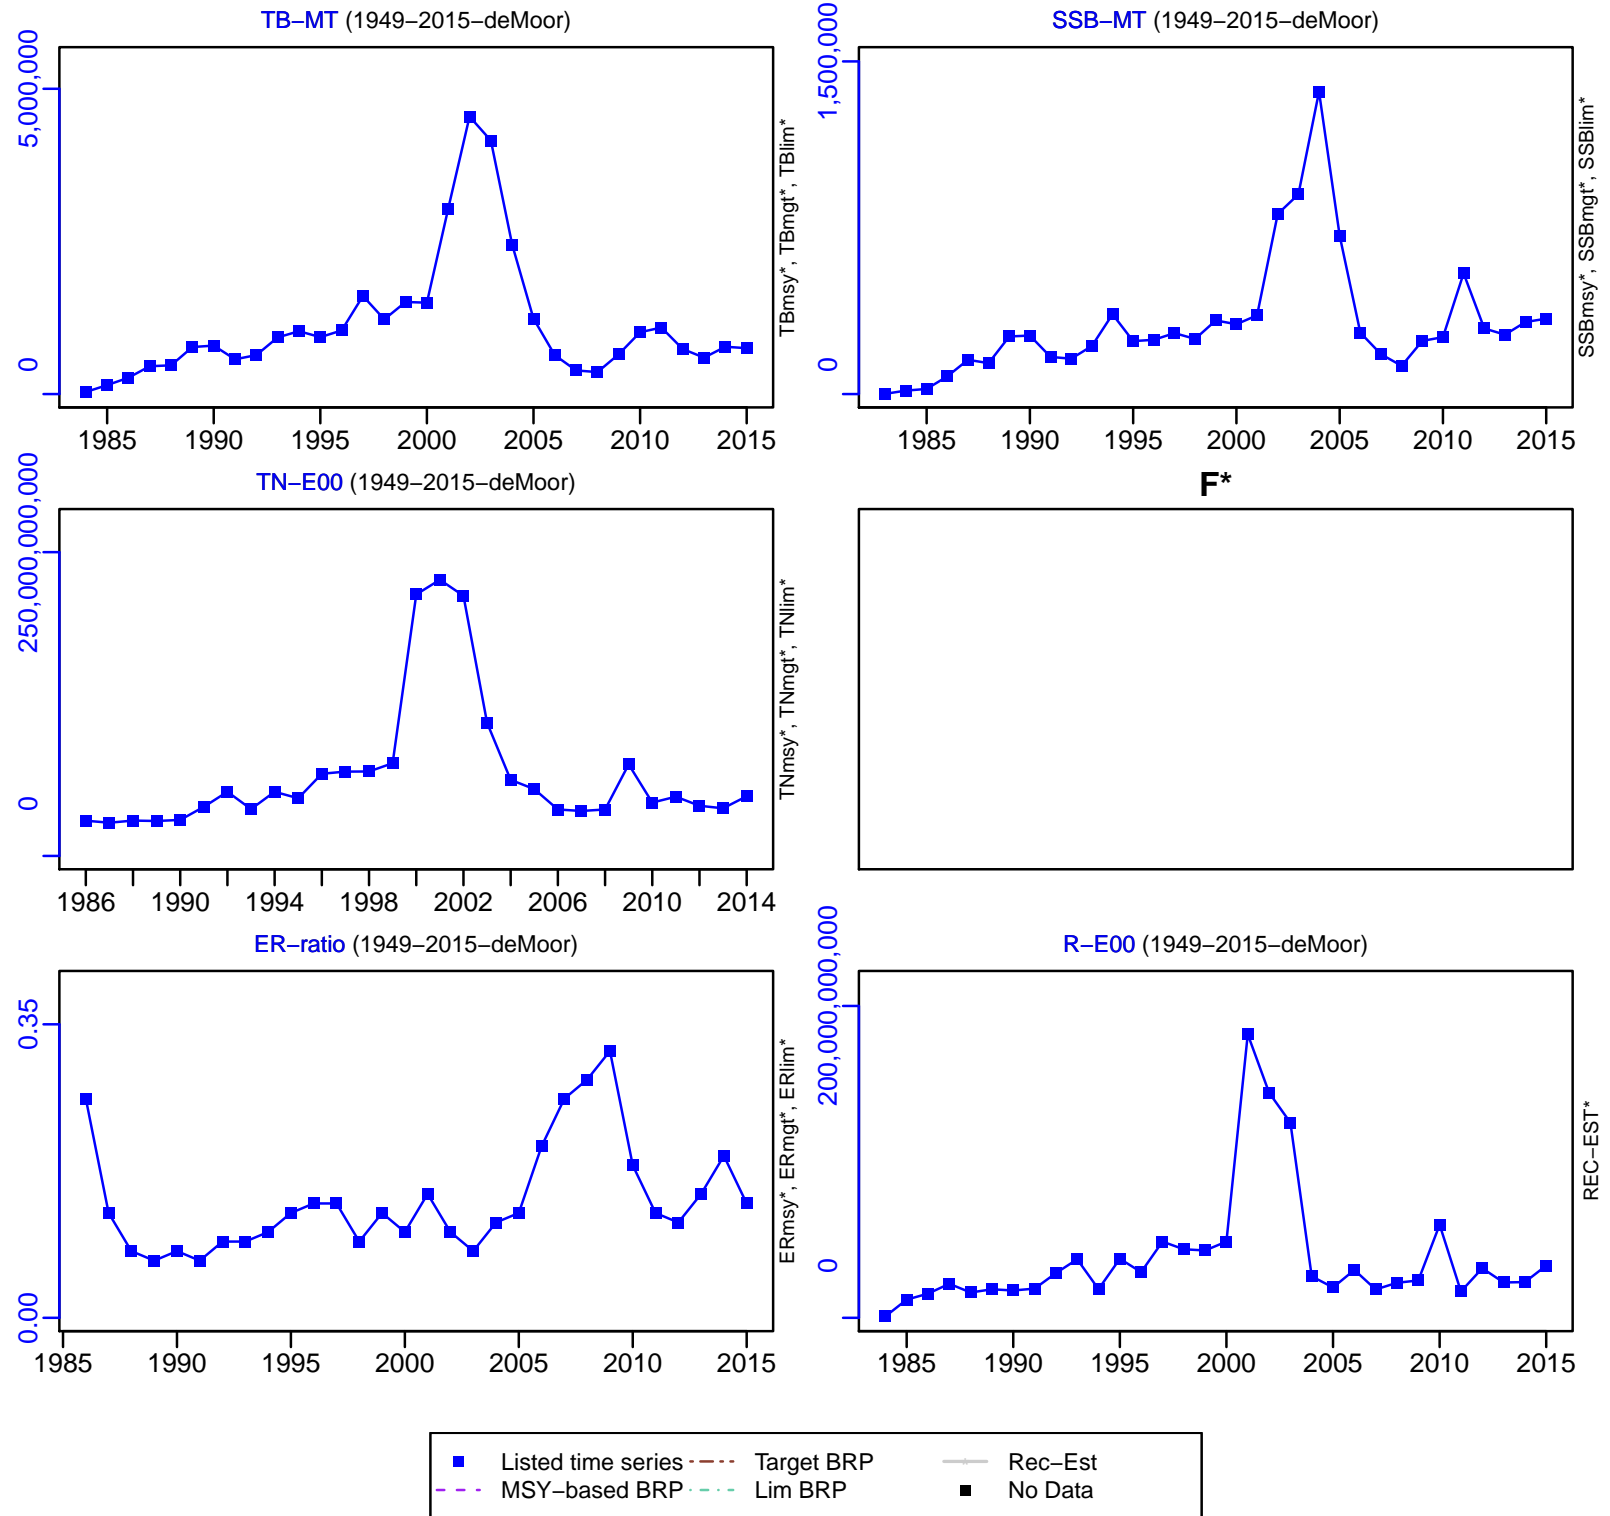 TB−MT (1949−2015−deMoor)
5,000,000
0
1985 1990 1995 2000 2005 2010 2015
TBmsy*, TBmgt*, TBlim*
SSB−MT (1949−2015−deMoor)
1,500,000
0
1985 1990 1995 2000 2005 2010 2015
SSBmsy*, SSBmgt*, SSBlim*
TN−E00 (1949−2015−deMoor)
250,000,000,000
0
1986 1990 1994 1998 2002 2006 2010 2014
TNmsy*, TNmgt*, TNlim*
F*
ER−ratio (1949−2015−deMoor)
0.35
0.00
1985 1990 1995 2000 2005 2010 2015
ERmsy*, ERmgt*, ERlim*
R−E00 (1949−2015−deMoor)
200,000,000,000
0
1985 1990 1995 2000 2005 2010 2015
REC−EST*
Listed time series Target BRP Rec−Est
MSY−based BRP Lim BRP No Data